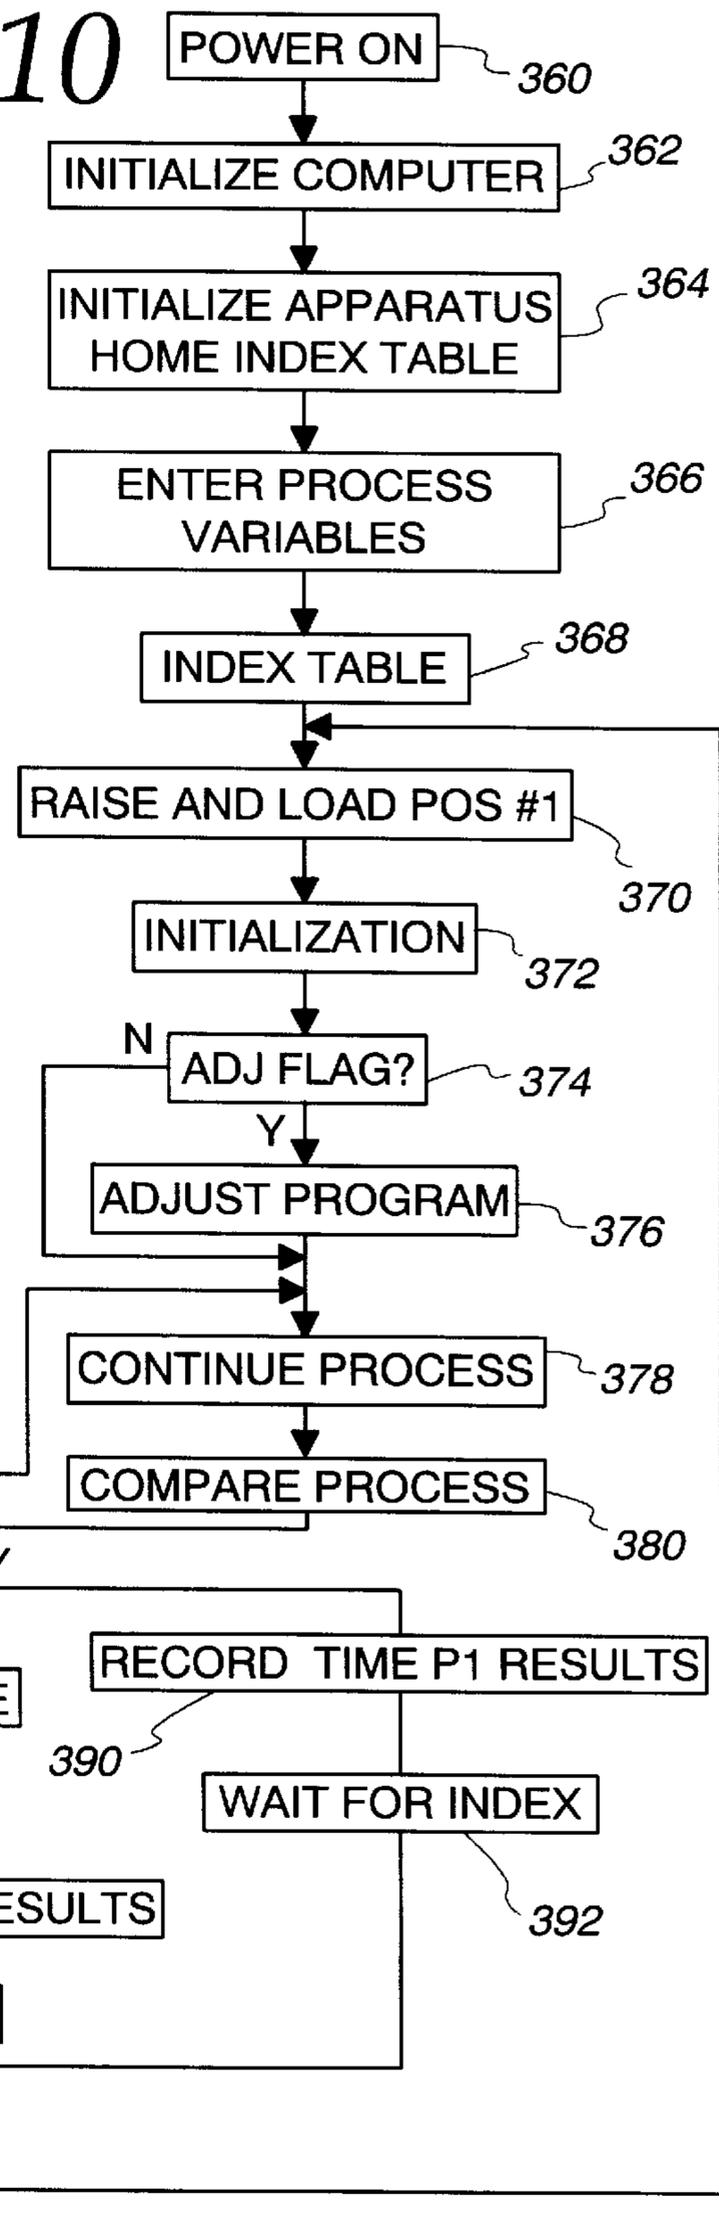 10
POWER ON
360
INITIALIZE COMPUTER
362
INITIALIZE APPARATUS
HOME INDEX TABLE
364
ENTER PROCESS
VARIABLES
366
INDEX TABLE
368
RAISE AND LOAD POS #1
370
INITIALIZATION
372
N
ADJ FLAG?
374
Y
ADJUST PROGRAM
376
CONTINUE PROCESS
378
COMPARE PROCESS
380
RECORD TIME P1 RESULTS
390
WAIT FOR INDEX
392
ESULTS